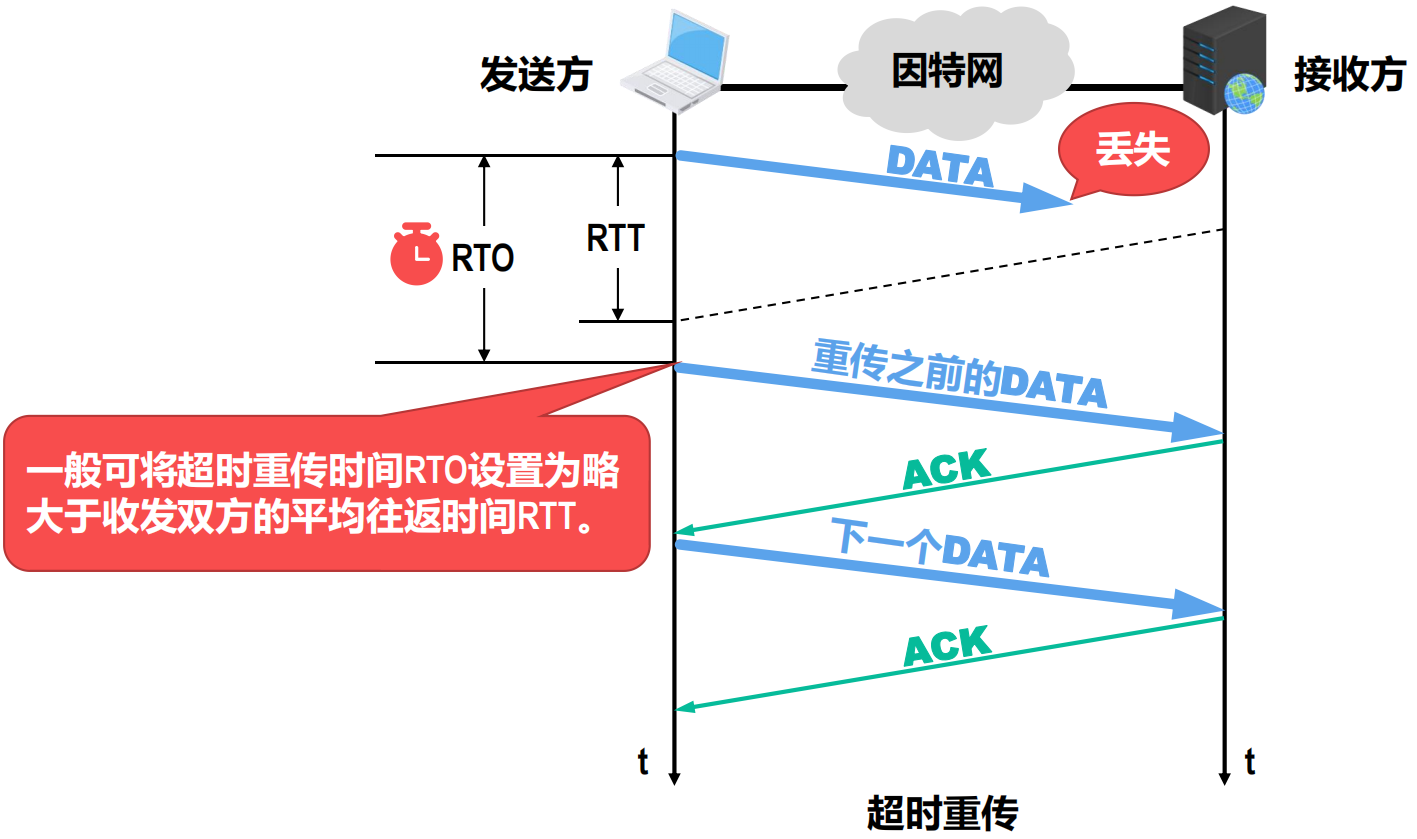 发送方
因特网
接收方
丢失
DATA
RTT
RTO
重传之前的DATA
一般可将超时重传时间RTO设置为略
大于收发双方的平均往返时间RTT。
ACK
下一个DATA
ACK
t
t
超时重传